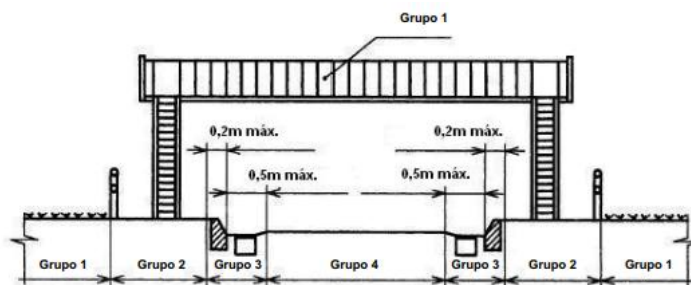 Grupo 1
0,2m máx. 0,2m máx.
0,5m máx. 0,5m máx.
Grupo 1 Grupo 2 Grupo 3 Grupo 4 Grupo 3 Grupo 2 Grupo 1